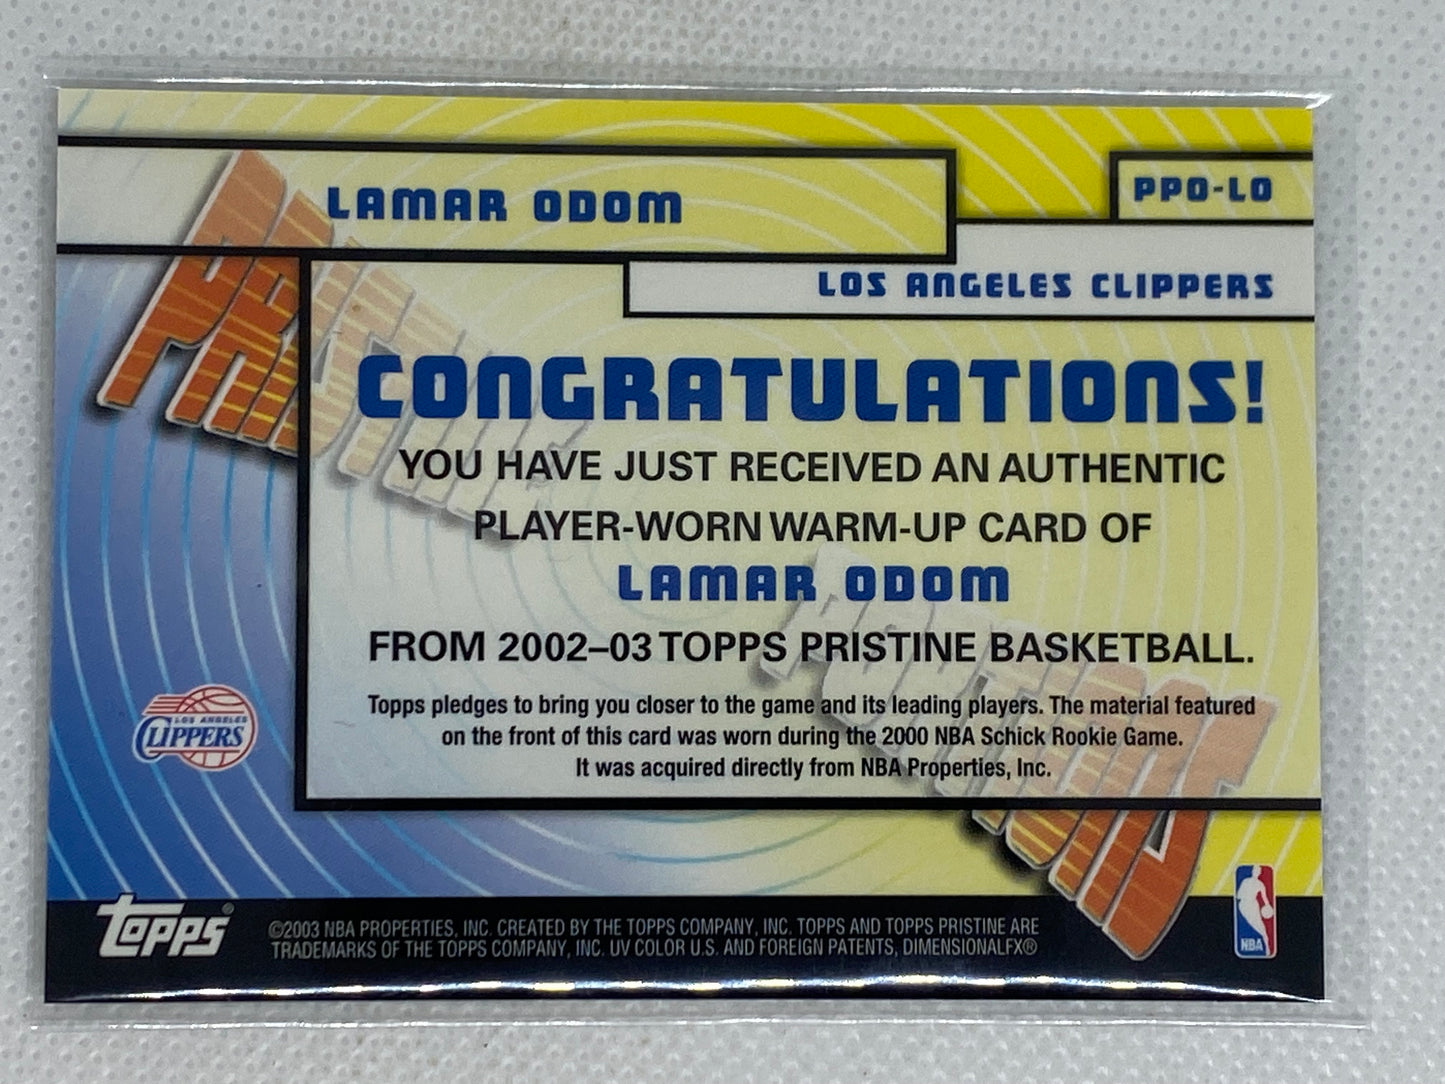 LAMAR ODOM
PPO-LO
LOS ANGELES CLIPPERS
PRISTINE
CONGRATULATIONS!
YOU HAVE JUST RECEIVED AN AUTHENTIC
PLAYER-WORN WARM-UP CARD OF
LAMAR ODOM
FROM 2002–03 TOPPS PRISTINE BASKETBALL.
Topps pledges to bring you closer to the game and its leading players. The material featured
on the front of this card was worn during the 2000 NBA Schick Rookie Game.
It was acquired directly from NBA Properties, Inc.
PORTIONS
LOS ANGELES
CLIPPERS
topps®
©2003 NBA PROPERTIES, INC. CREATED BY THE TOPPS COMPANY, INC. TOPPS AND TOPPS PRISTINE ARE
TRADEMARKS OF THE TOPPS COMPANY, INC. UV COLOR U.S. AND FOREIGN PATENTS, DIMENSIONALFX®
NBA